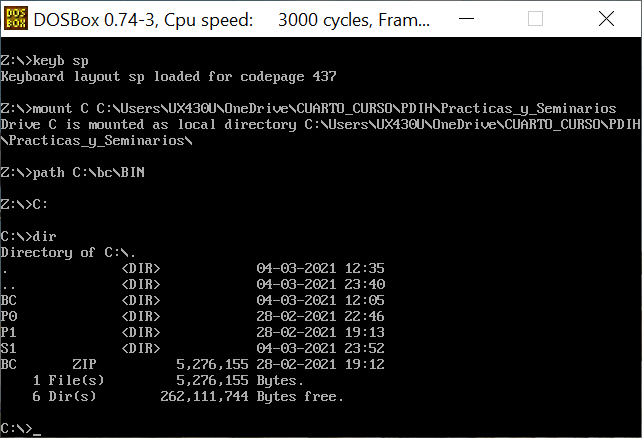 DOS BOX DOSBox 0.74-3, Cpu speed: 3000 cycles, Fram...
Z:\>keyb sp
Keyboard layout sp loaded for codepage 437
Z:\>mount C C:\Users\UX430U\OneDrive\CUARTO_CURSO\PDIH\Practicas_y_Seminarios
Drive C is mounted as local directory C:\Users\UX430U\OneDrive\CUARTO_CURSO\PDIH
\Practicas_y_Seminarios\
Z:\>path C:\bc\BIN
Z:\>C:
C:\>dir
Directory of C:\.
. <DIR> 04-03-2021 12:35
.. <DIR> 04-03-2021 23:40
BC <DIR> 04-03-2021 12:05
P0 <DIR> 28-02-2021 22:46
P1 <DIR> 28-02-2021 19:13
S1 <DIR> 04-03-2021 23:52
BC ZIP 5,276,155 28-02-2021 19:12
1 File(s) 5,276,155 Bytes.
6 Dir(s) 262,111,744 Bytes free.
C:\>_